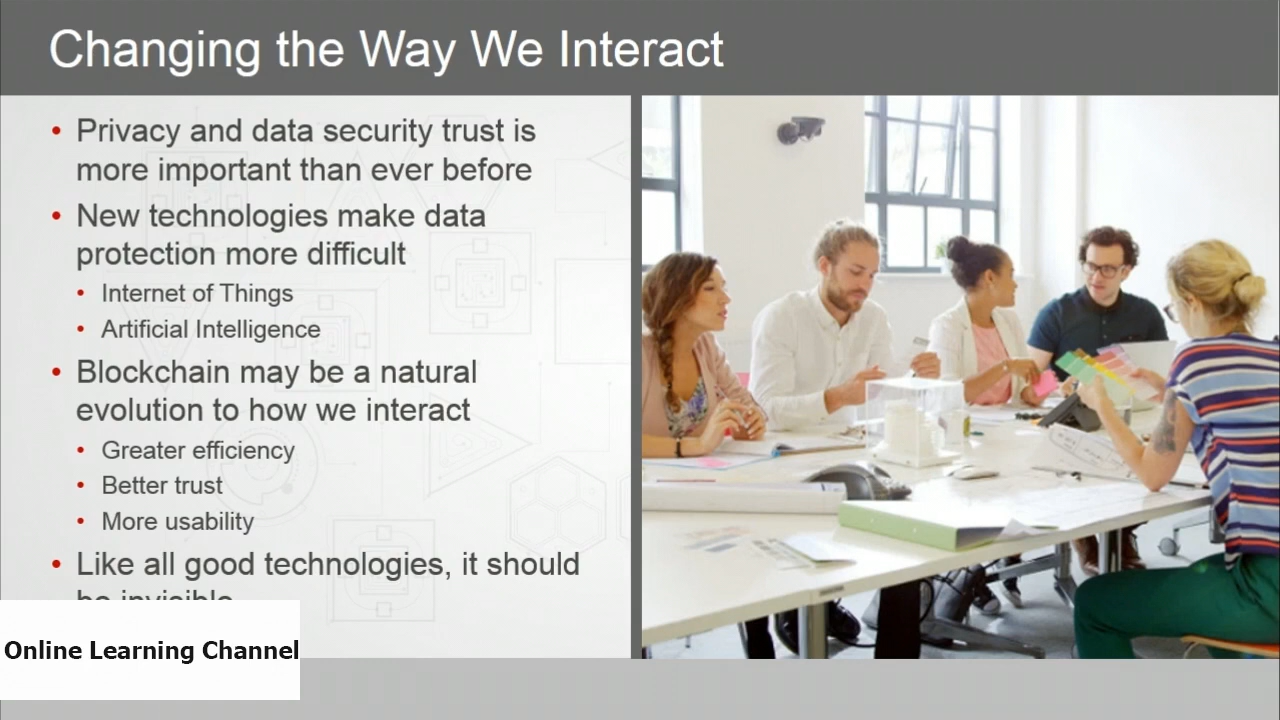 Changing the Way We Interact
• Privacy and data security trust is
more important than ever before
• New technologies make data
protection more difficult
• Internet of Things
• Artificial Intelligence
• Blockchain may be a natural
evolution to how we interact
• Greater efficiency
• Better trust
• More usability
• Like all good technologies, it should
be invisible
Online Learning Channel